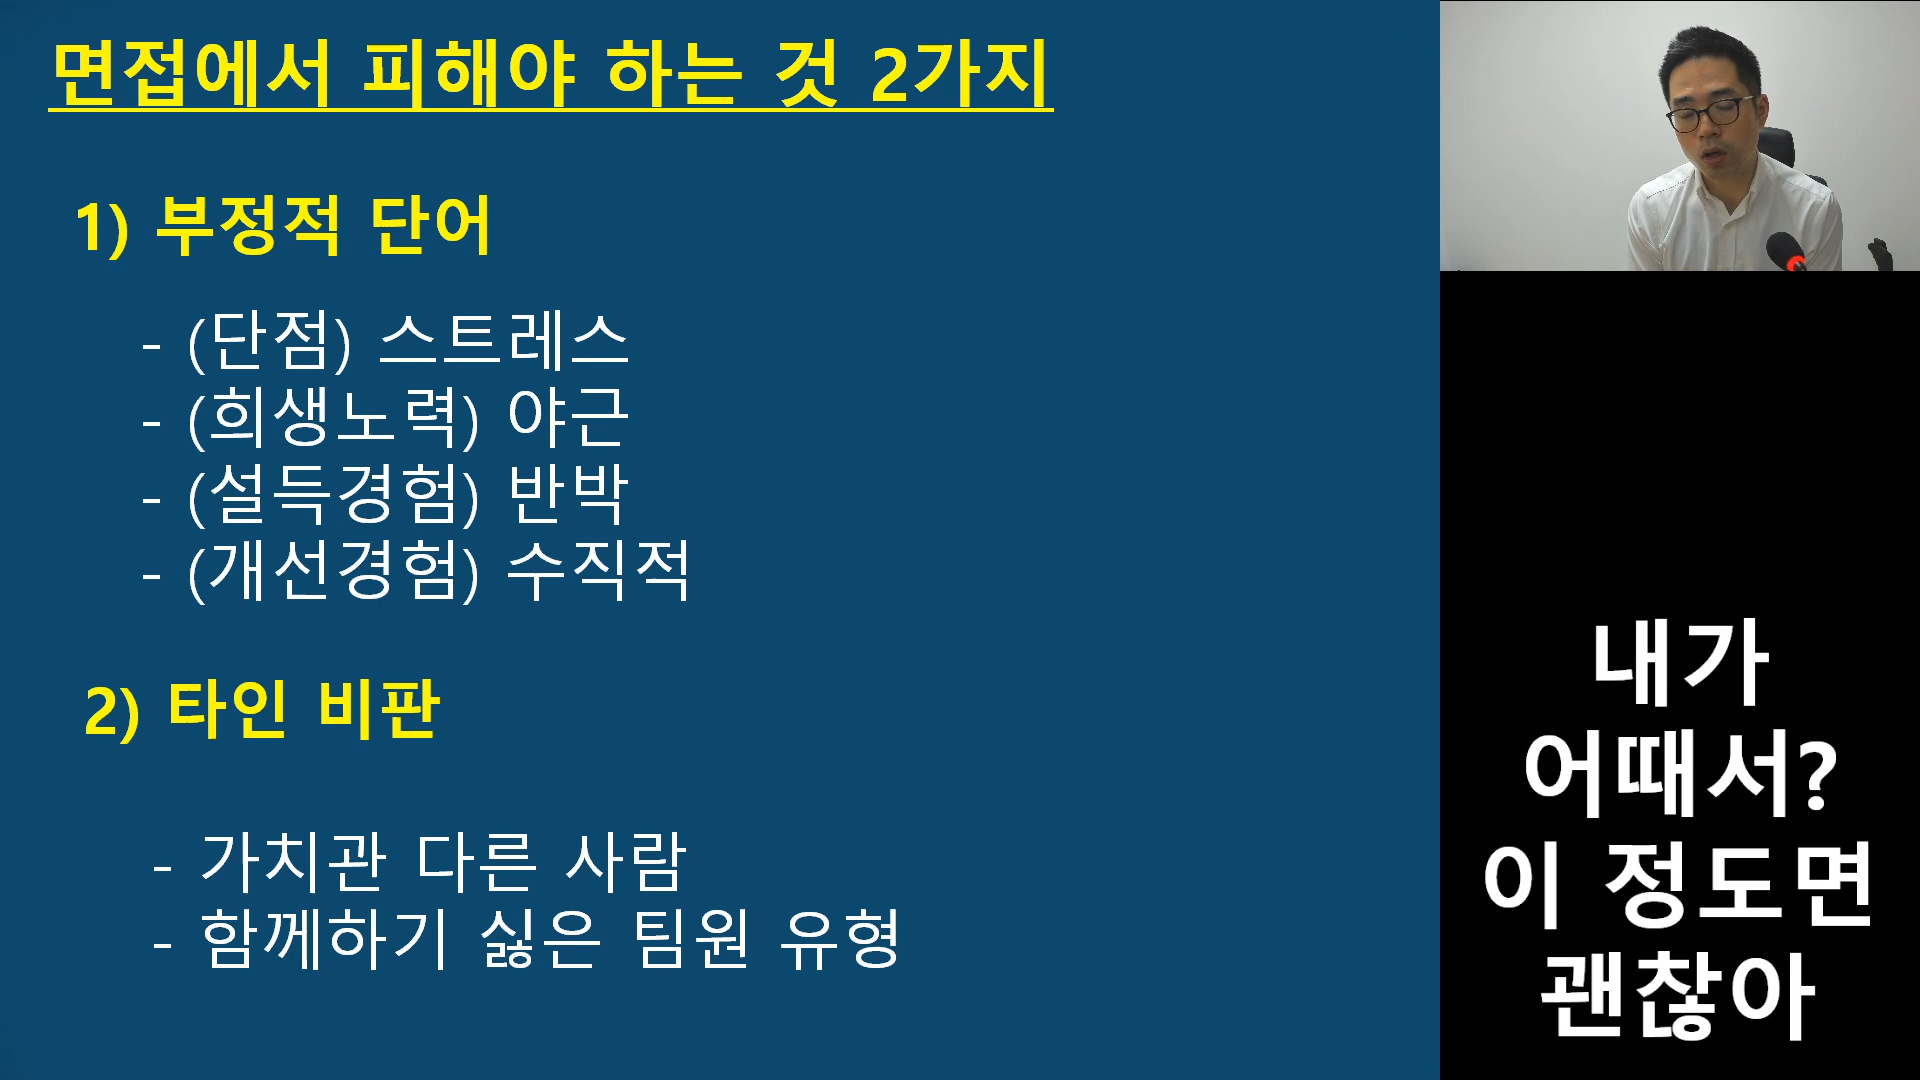 면접에서 피해야 하는 것 2가지
1) 부정적 단어
- (단점) 스트레스
- (희생노력) 야근
- (설득경험) 반박
- (개선경험) 수직적
2) 타인 비판
- 가치관 다른 사람
- 함께하기 싫은 팀원 유형
내가
어때서?
이 정도면
괜찮아